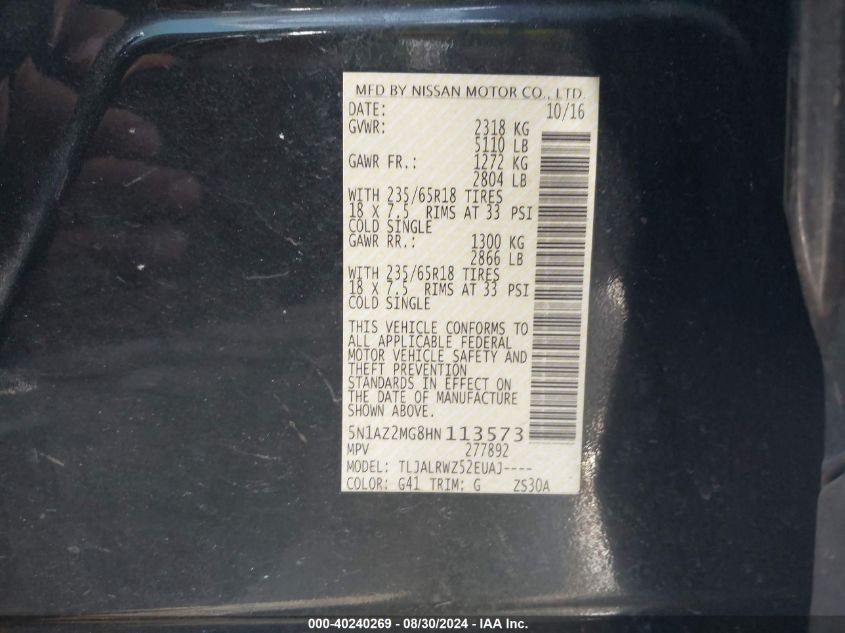 MFD BY NISSAN MOTOR CO., LTD.
DATE: 10/16
GVWR: 2318 KG
5110 LB
GAWR FR.: 1272 KG
2804 LB
WITH 235/65R18 TIRES
18 X 7.5 RIMS AT 33 PSI
COLD SINGLE
GAWR RR.: 1300 KG
2866 LB
WITH 235/65R18 TIRES
18 X 7.5 RIMS AT 33 PSI
COLD SINGLE
THIS VEHICLE CONFORMS TO
ALL APPLICABLE FEDERAL
MOTOR VEHICLE SAFETY AND
THEFT PREVENTION
STANDARDS IN EFFECT ON
THE DATE OF MANUFACTURE
SHOWN ABOVE.
5N1AZ2MG8HN 113573
MPV 277892
MODEL: TLJALRWZ52EUAJ----
COLOR: G41 TRIM: G ZS30A
000-40240269 - 08/30/2024 - IAA Inc.